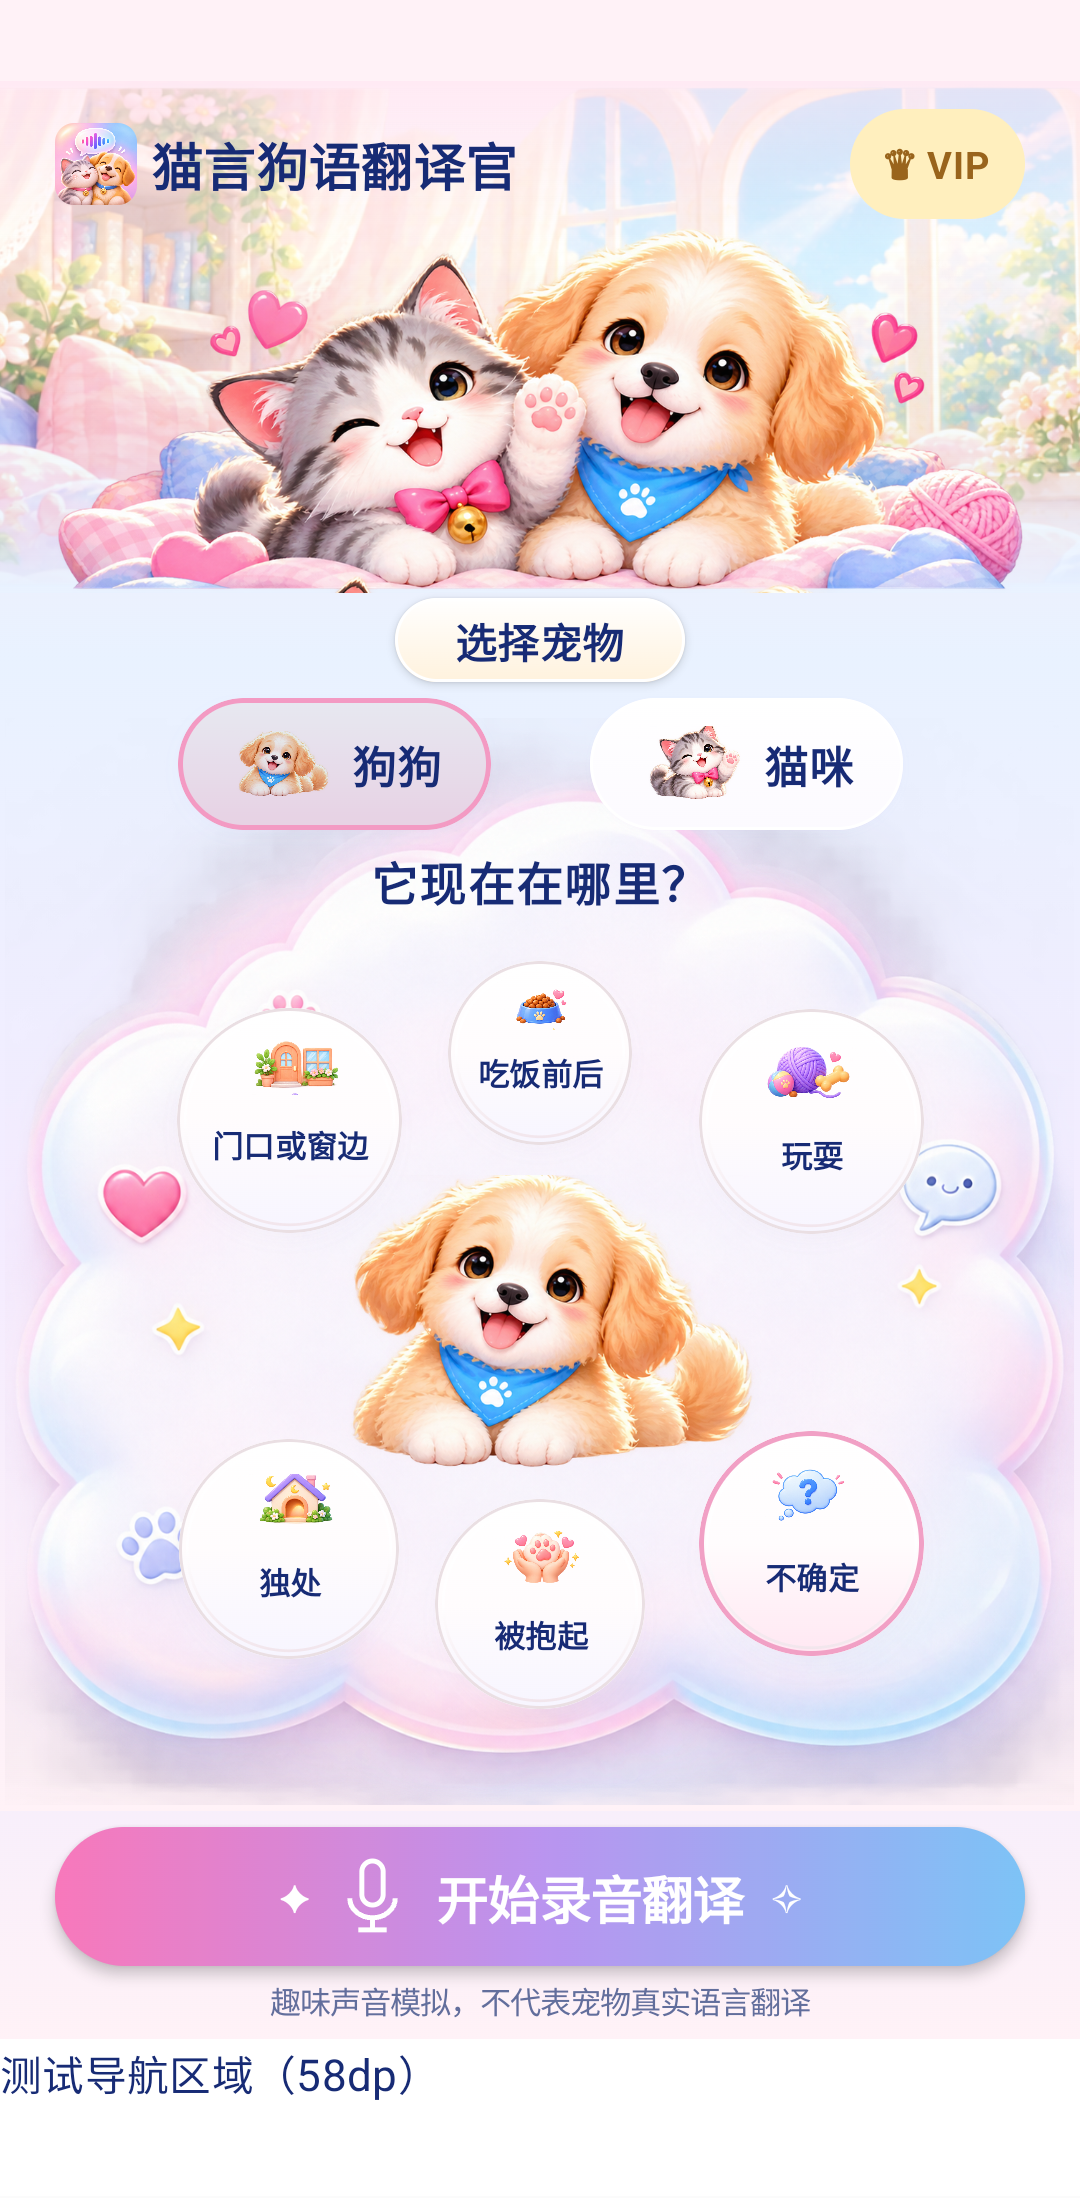 猫言狗语翻译官
VIP
选择宠物
狗狗
猫咪
它现在在哪里？
吃饭前后
门口或窗边
玩耍
独处
不确定
被抱起
开始录音翻译
趣味声音模拟，不代表宠物真实语言翻译
测试导航区域（58dp）